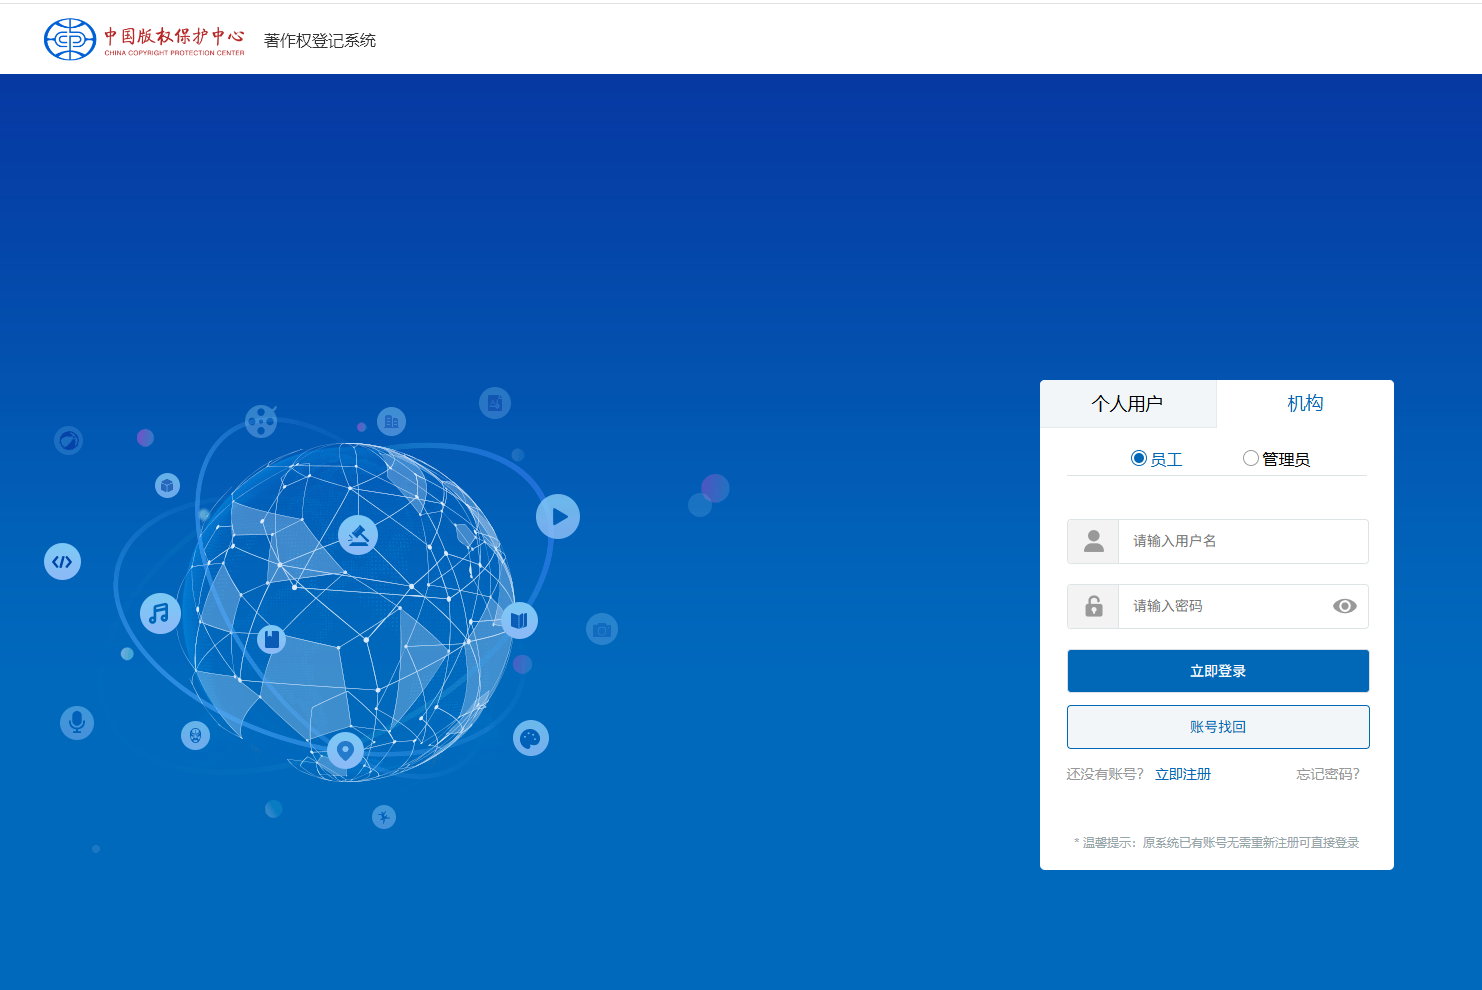 中国版权保护中心
CHINA COPYRIGHT PROTECTION CENTER
著作权登记系统
个人用户
机构
员工
管理员
请输入用户名
请输入密码
立即登录
账号找回
还没有账号？ 立即注册
忘记密码？
* 温馨提示：原系统已有账号无需重新注册可直接登录